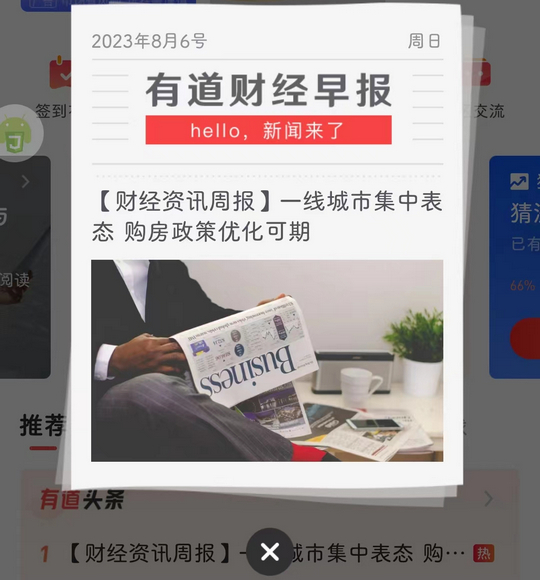 2023年8月6号 周日
有道财经早报
hello，新闻来了
【财经资讯周报】一线城市集中表
态 购房政策优化可期
Business
签到
交流
阅读
猜
已有
66%
推荐
有道头条
1 【财经资讯周报】一 城市集中表态 购… 热